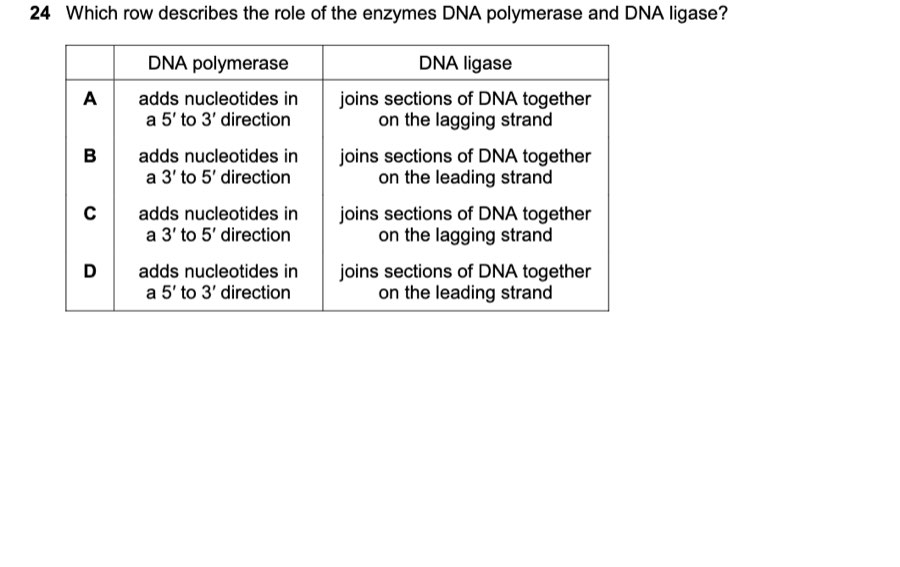 24 Which row describes the role of the enzymes DNA polymerase and DNA ligase?
DNA polymerase DNA ligase
A adds nucleotides in joins sections of DNA together
a 5′ to 3′ direction on the lagging strand
B adds nucleotides in joins sections of DNA together
a 3′ to 5′ direction on the leading strand
C adds nucleotides in joins sections of DNA together
a 3′ to 5′ direction on the lagging strand
D adds nucleotides in joins sections of DNA together
a 5′ to 3′ direction on the leading strand